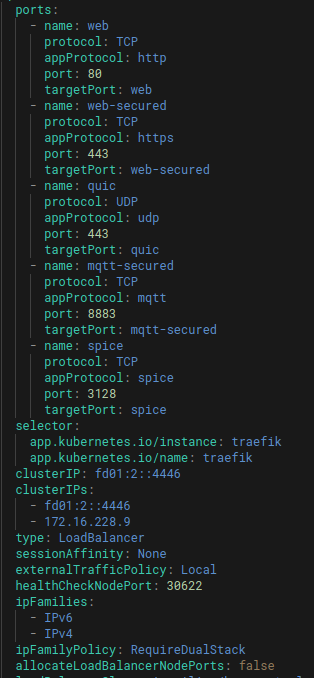 ports:
  - name: web
    protocol: TCP
    appProtocol: http
    port: 80
    targetPort: web
  - name: web-secured
    protocol: TCP
    appProtocol: https
    port: 443
    targetPort: web-secured
  - name: quic
    protocol: UDP
    appProtocol: udp
    port: 443
    targetPort: quic
  - name: mqtt-secured
    protocol: TCP
    appProtocol: mqtt
    port: 8883
    targetPort: mqtt-secured
  - name: spice
    protocol: TCP
    appProtocol: spice
    port: 3128
    targetPort: spice
selector:
  app.kubernetes.io/instance: traefik
  app.kubernetes.io/name: traefik
clusterIP: fd01:2::4446
clusterIPs:
  - fd01:2::4446
  - 172.16.228.9
type: LoadBalancer
sessionAffinity: None
externalTrafficPolicy: Local
healthCheckNodePort: 30622
ipFamilies:
  - IPv6
  - IPv4
ipFamilyPolicy: RequireDualStack
allocateLoadBalancerNodePorts: false